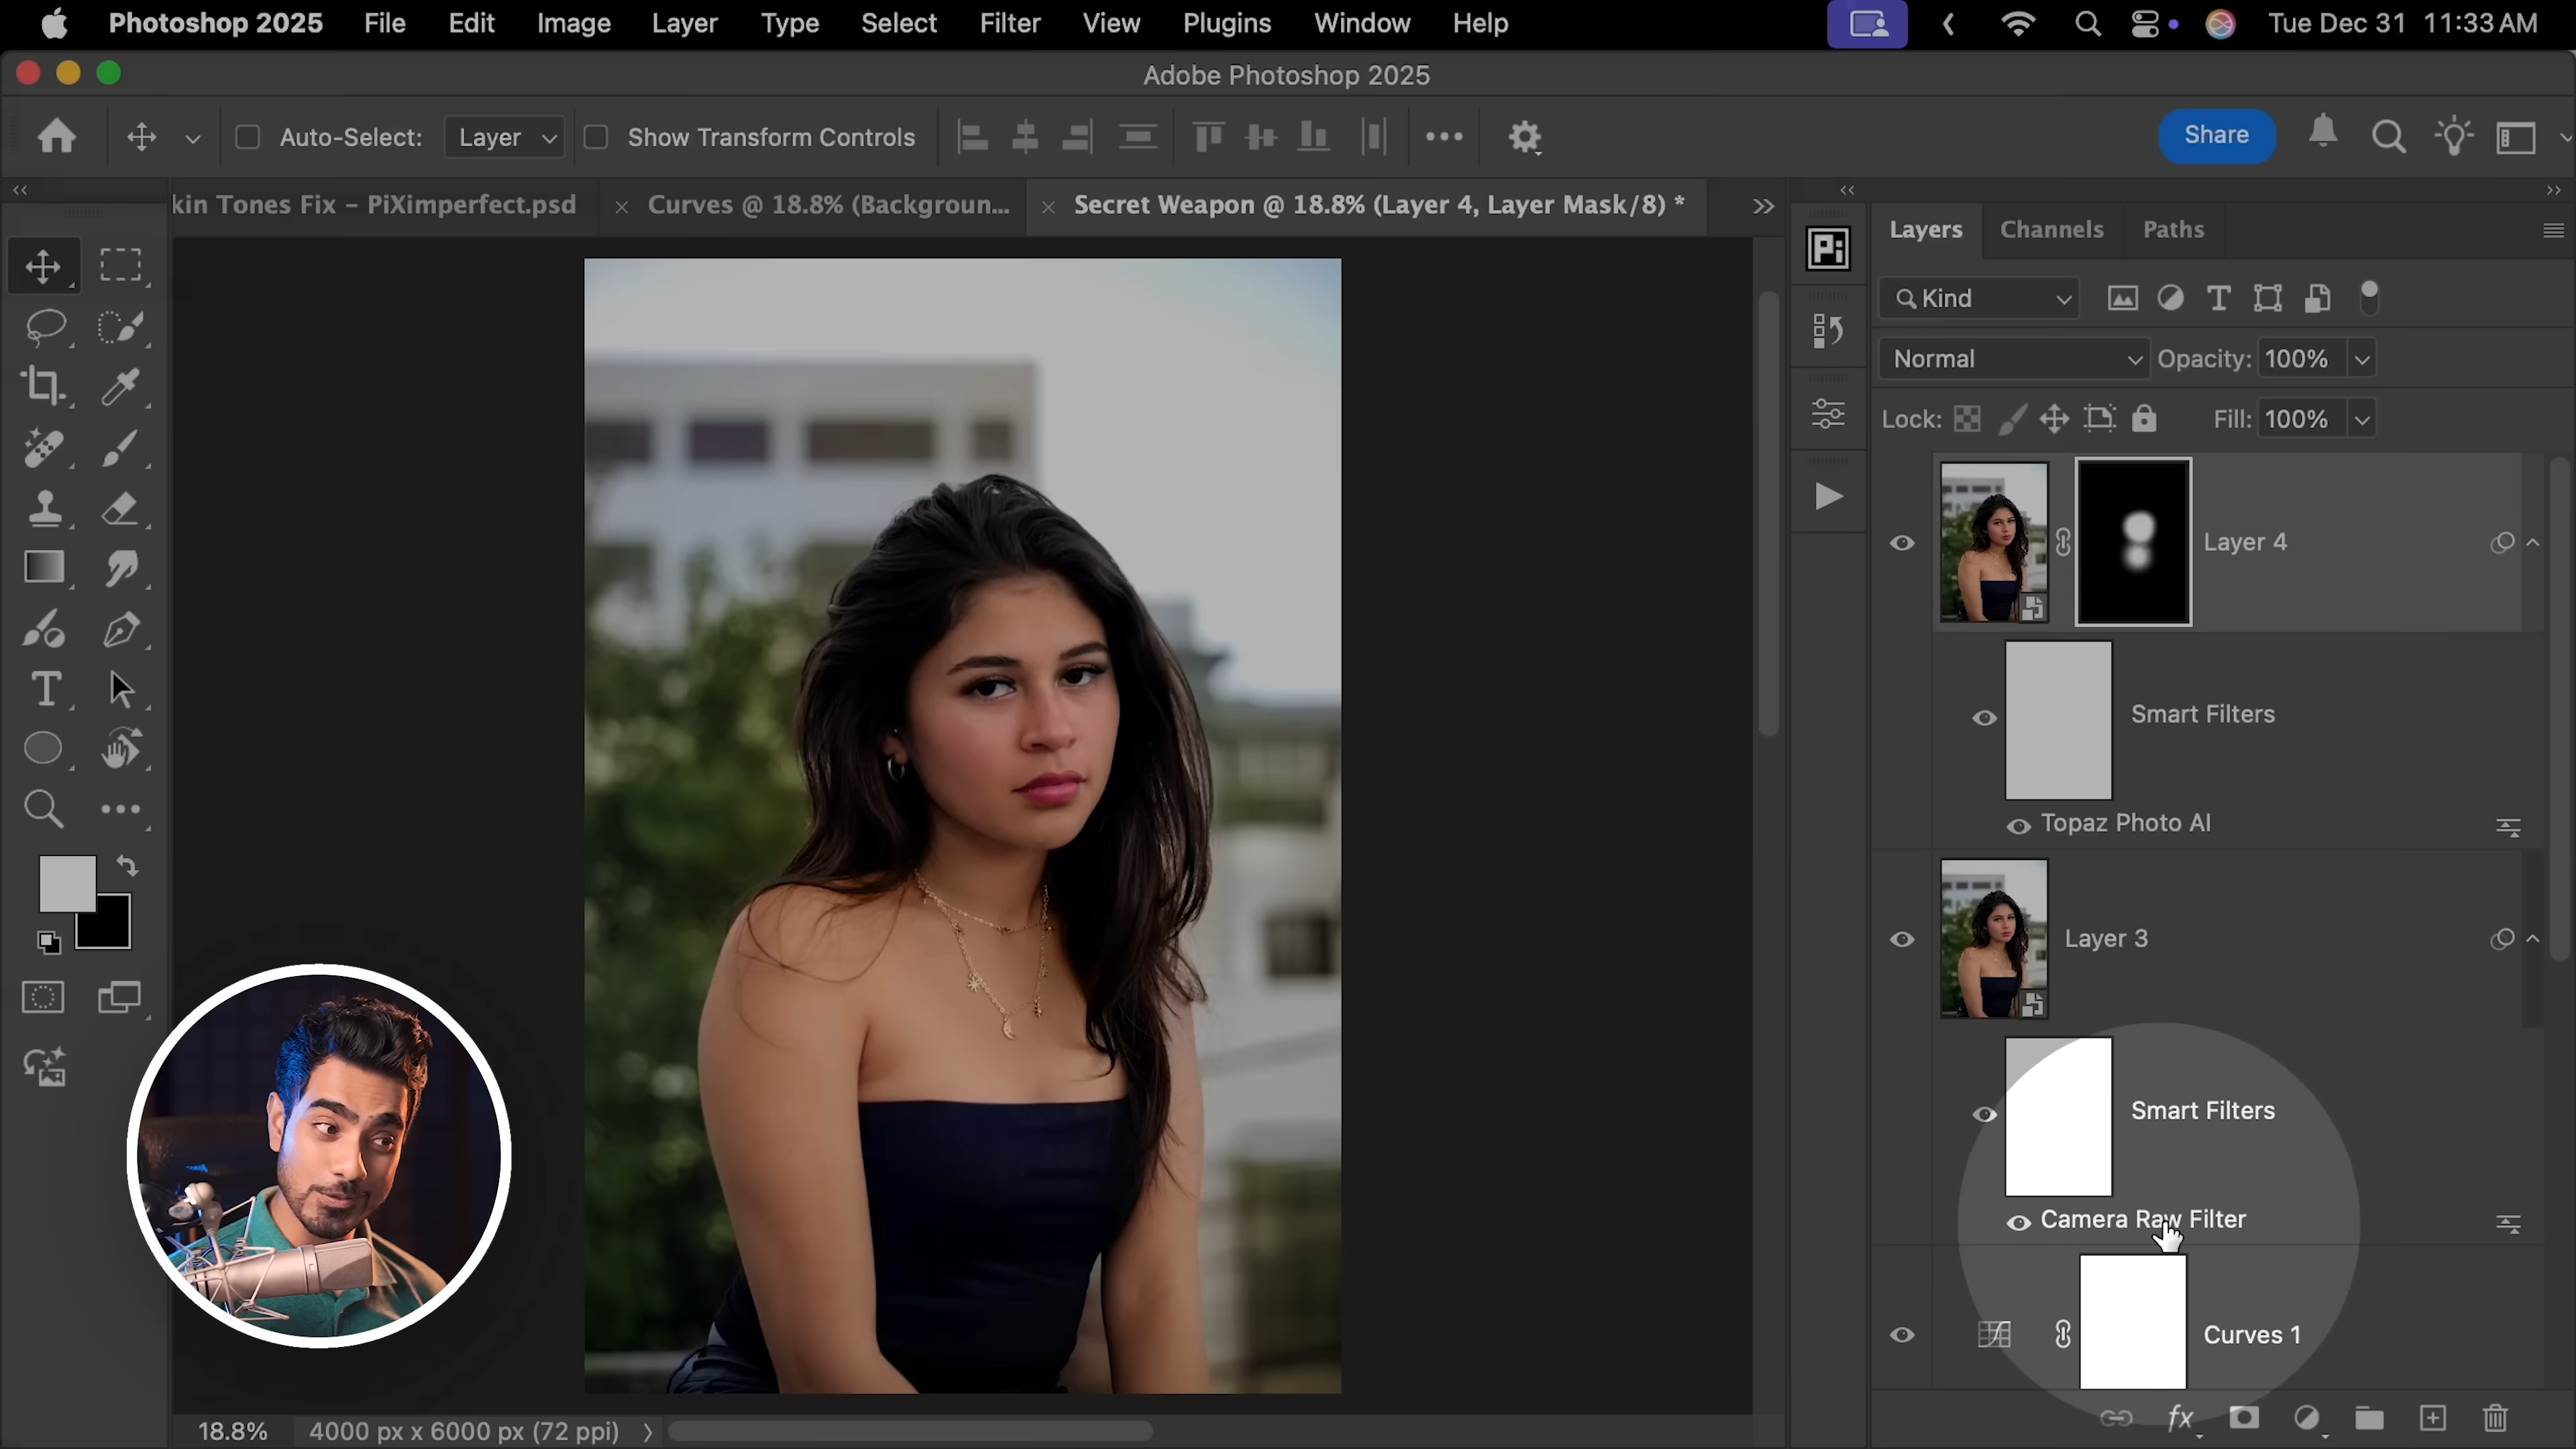 Photoshop 2025 File Edit Image Layer Type Select Filter View Plugins Window Help Tue Dec 31 11:33 AM
Adobe Photoshop 2025
Auto-Select: Layer Show Transform Controls Share
kin Tones Fix – PiXimperfect.psd × Curves @ 18.8% (Backgroun... × Secret Weapon @ 18.8% (Layer 4, Layer Mask/8) *
Pi
Layers Channels Paths
Kind
Normal Opacity: 100%
Lock: Fill: 100%
Layer 4
Smart Filters
Topaz Photo AI
Layer 3
Smart Filters
Camera Raw Filter
Curves 1
18.8% 4000 px x 6000 px (72 ppi)
fx